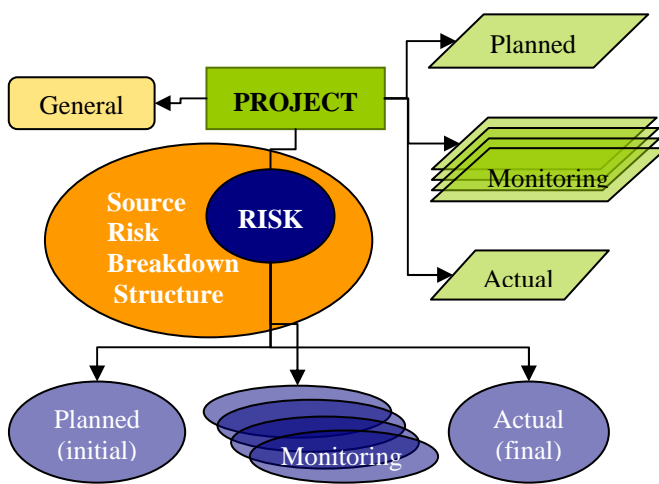 Planned
General
PROJECT
Monitoring
Source
Risk
Breakdown
Structure
RISK
Actual
Planned
(initial)
Monitoring
Actual
(final)